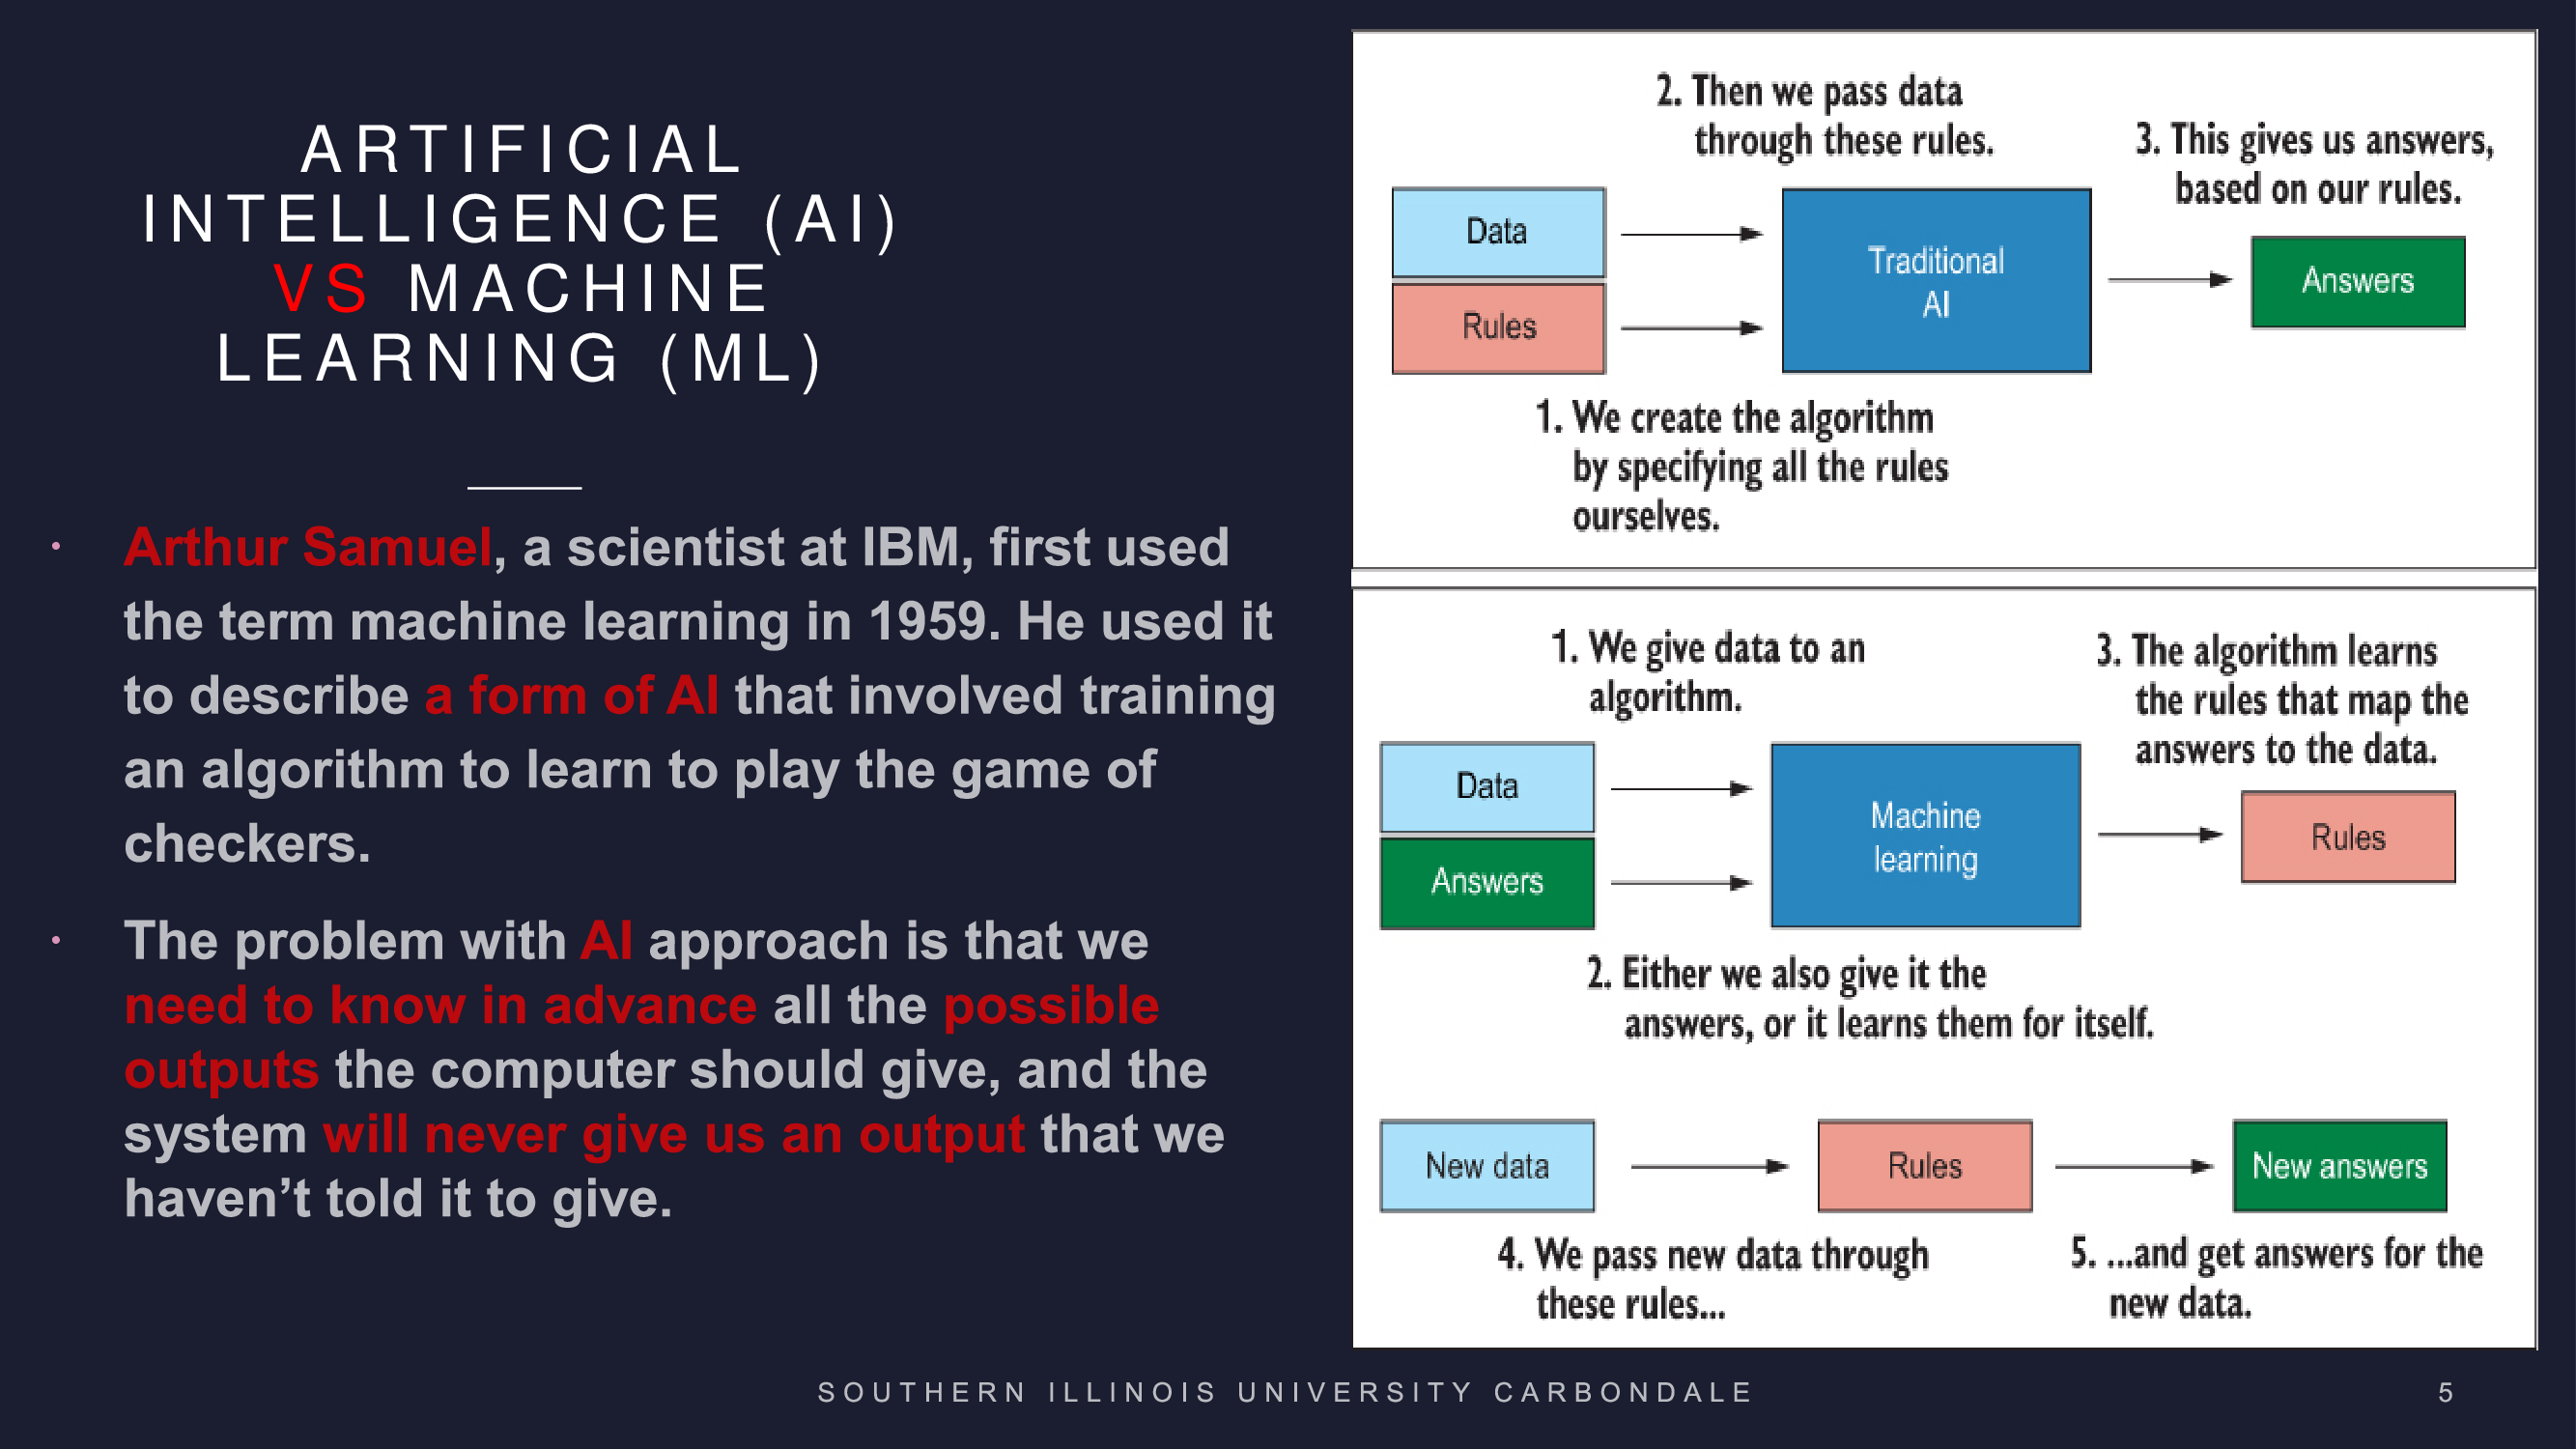 ARTIFICIAL
INTELLIGENCE (AI)
VS MACHINE
LEARNING (ML)
• Arthur Samuel, a scientist at IBM, first used
the term machine learning in 1959. He used it
to describe a form of AI that involved training
an algorithm to learn to play the game of
checkers.
• The problem with AI approach is that we
need to know in advance all the possible
outputs the computer should give, and the
system will never give us an output that we
haven’t told it to give.
2. Then we pass data
through these rules.
3. This gives us answers,
based on our rules.
Data
Rules
Traditional
AI
Answers
1. We create the algorithm
by specifying all the rules
ourselves.
1. We give data to an
algorithm.
3. The algorithm learns
the rules that map the
answers to the data.
Data
Answers
Machine
learning
Rules
2. Either we also give it the
answers, or it learns them for itself.
New data
Rules
New answers
4. We pass new data through
these rules...
5. ...and get answers for the
new data.
SOUTHERN ILLINOIS UNIVERSITY CARBONDALE
5